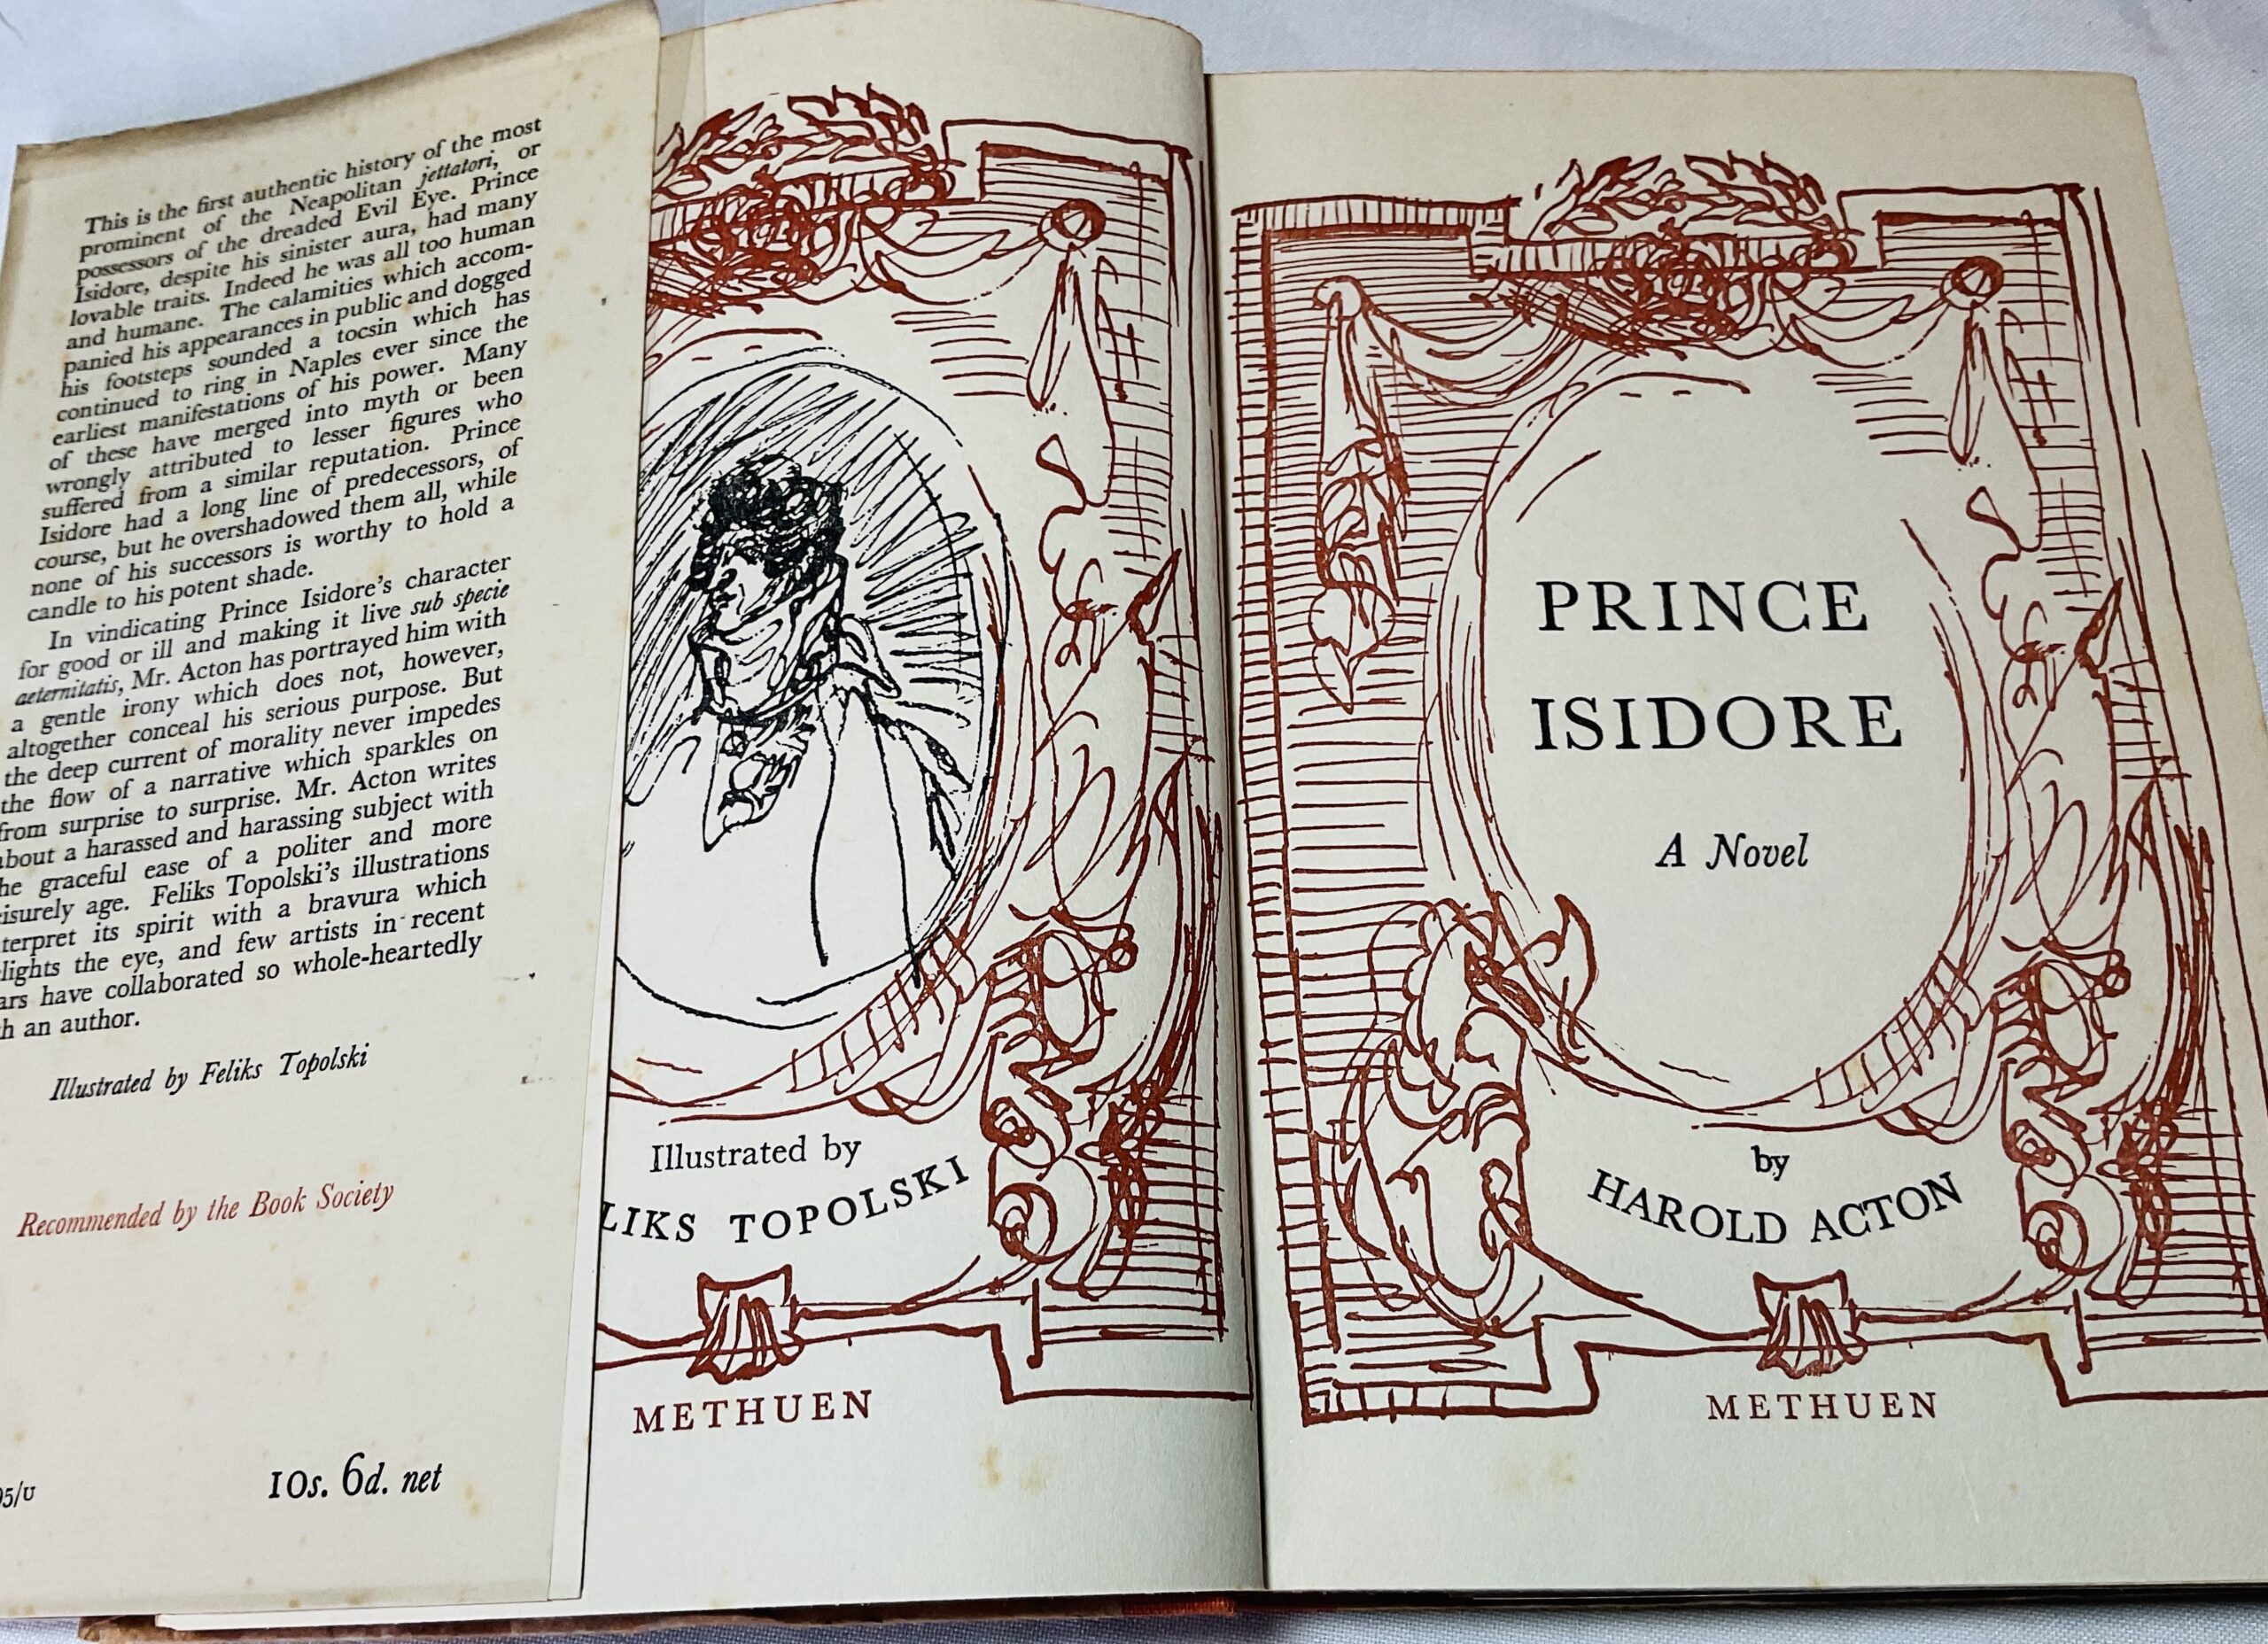 This is the first authentic history of the most
prominent of the Neapolitan jettatori, or
possessors of the dreaded Evil Eye. Prince
Isidore, despite his sinister aura, had many
lovable traits. Indeed he was all too human
and humane. The calamities which accom-
panied his appearances in public and dogged
his footsteps sounded a tocsin which has
continued to ring in Naples ever since the
earliest manifestations of his power. Many
of these have merged into myth or been
wrongly attributed to lesser figures who
suffered from a similar reputation. Prince
Isidore had a long line of predecessors, of
course, but he overshadowed them all, while
none of his successors is worthy to hold a
candle to his potent shade.
In vindicating Prince Isidore's character
for good or ill and making it live sub specie
aeternitatis, Mr. Acton has portrayed him with
a gentle irony which does not, however,
altogether conceal his serious purpose. But
the deep current of morality never impedes
the flow of a narrative which sparkles on
from surprise to surprise. Mr. Acton writes
about a harassed and harassing subject with
he graceful ease of a politer and more
eisurely age. Feliks Topolski's illustrations
terpret its spirit with a bravura which
lights the eye, and few artists in recent
ars have collaborated so whole-heartedly
h an author.
Illustrated by Feliks Topolski
Recommended by the Book Society
10s. 6d. net
95/U
Illustrated by
LIKS TOPOLSKI
METHUEN
PRINCE
ISIDORE
A Novel
by
HAROLD ACTON
METHUEN